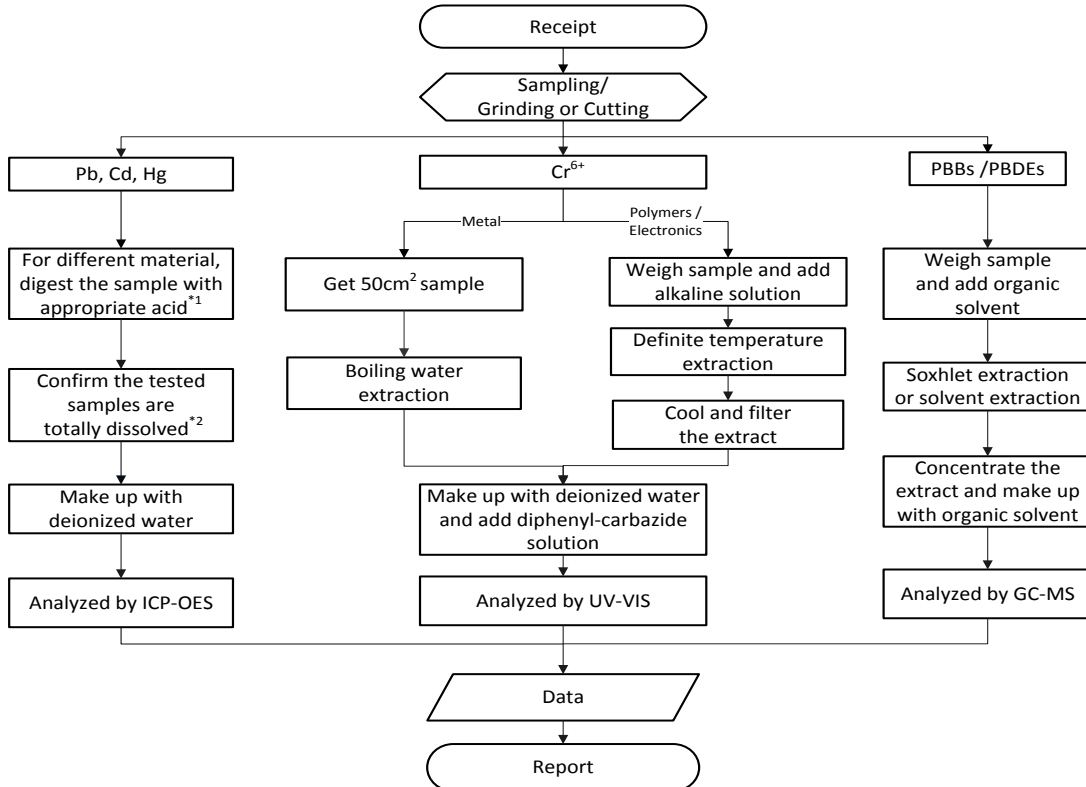 Receipt
Sampling/
Grinding or Cutting
Pb, Cd, Hg
For different material,
digest the sample with
appropriate acid*1
Confirm the tested
samples are
totally dissolved*2
Make up with
deionized water
Analyzed by ICP-OES
Cr6+
Metal
Polymers /
Electronics
Get 50cm2 sample
Boiling water
extraction
Weigh sample and add
alkaline solution
Definite temperature
extraction
Cool and filter
the extract
Make up with deionized water
and add diphenyl-carbazide
solution
Analyzed by UV-VIS
PBBs /PBDEs
Weigh sample
and add organic
solvent
Soxhlet extraction
or solvent extraction
Concentrate the
extract and make up
with organic solvent
Analyzed by GC-MS
Data
Report